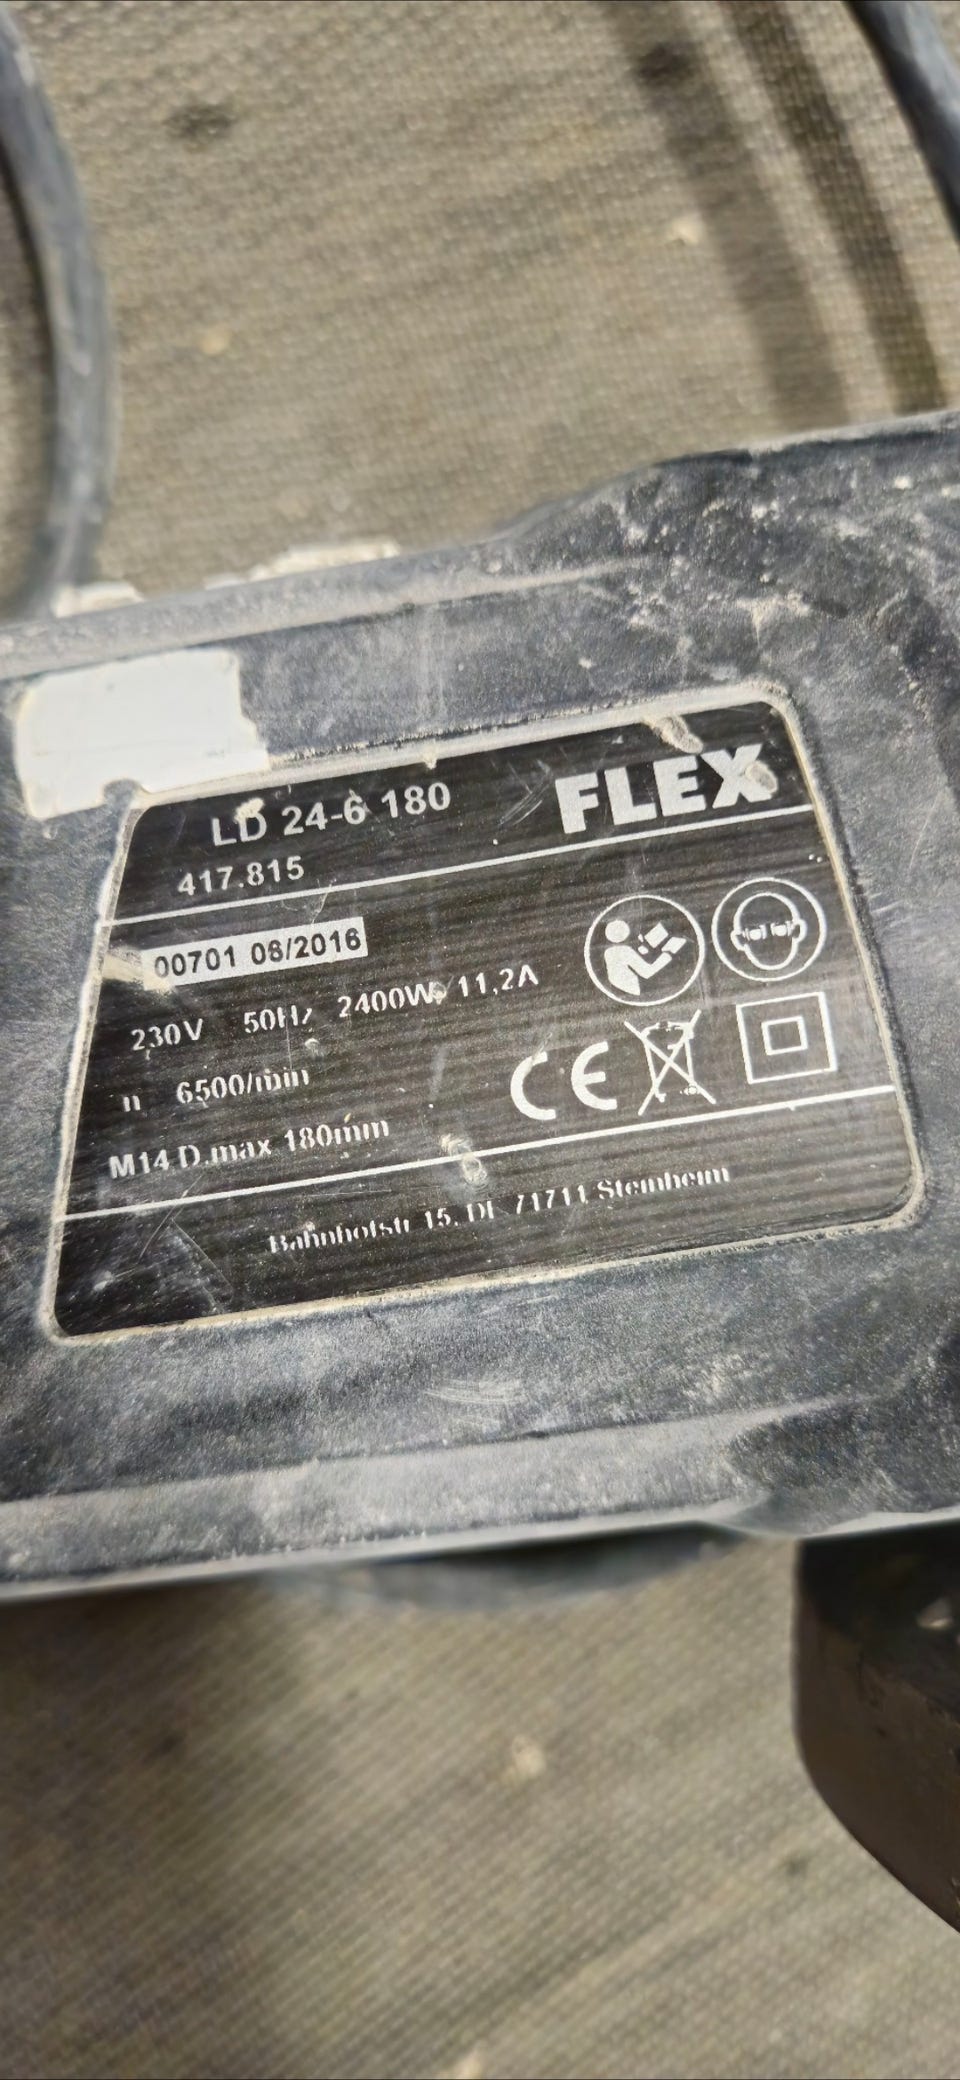 LD 24-6 180
FLEX
417.815
00701 08/2016
230V 50Hz 2400W/11,2A
n 6500/min
CE
M14 D.max 180mm
Bahnhofstr 15, DE 71711 Steinheim